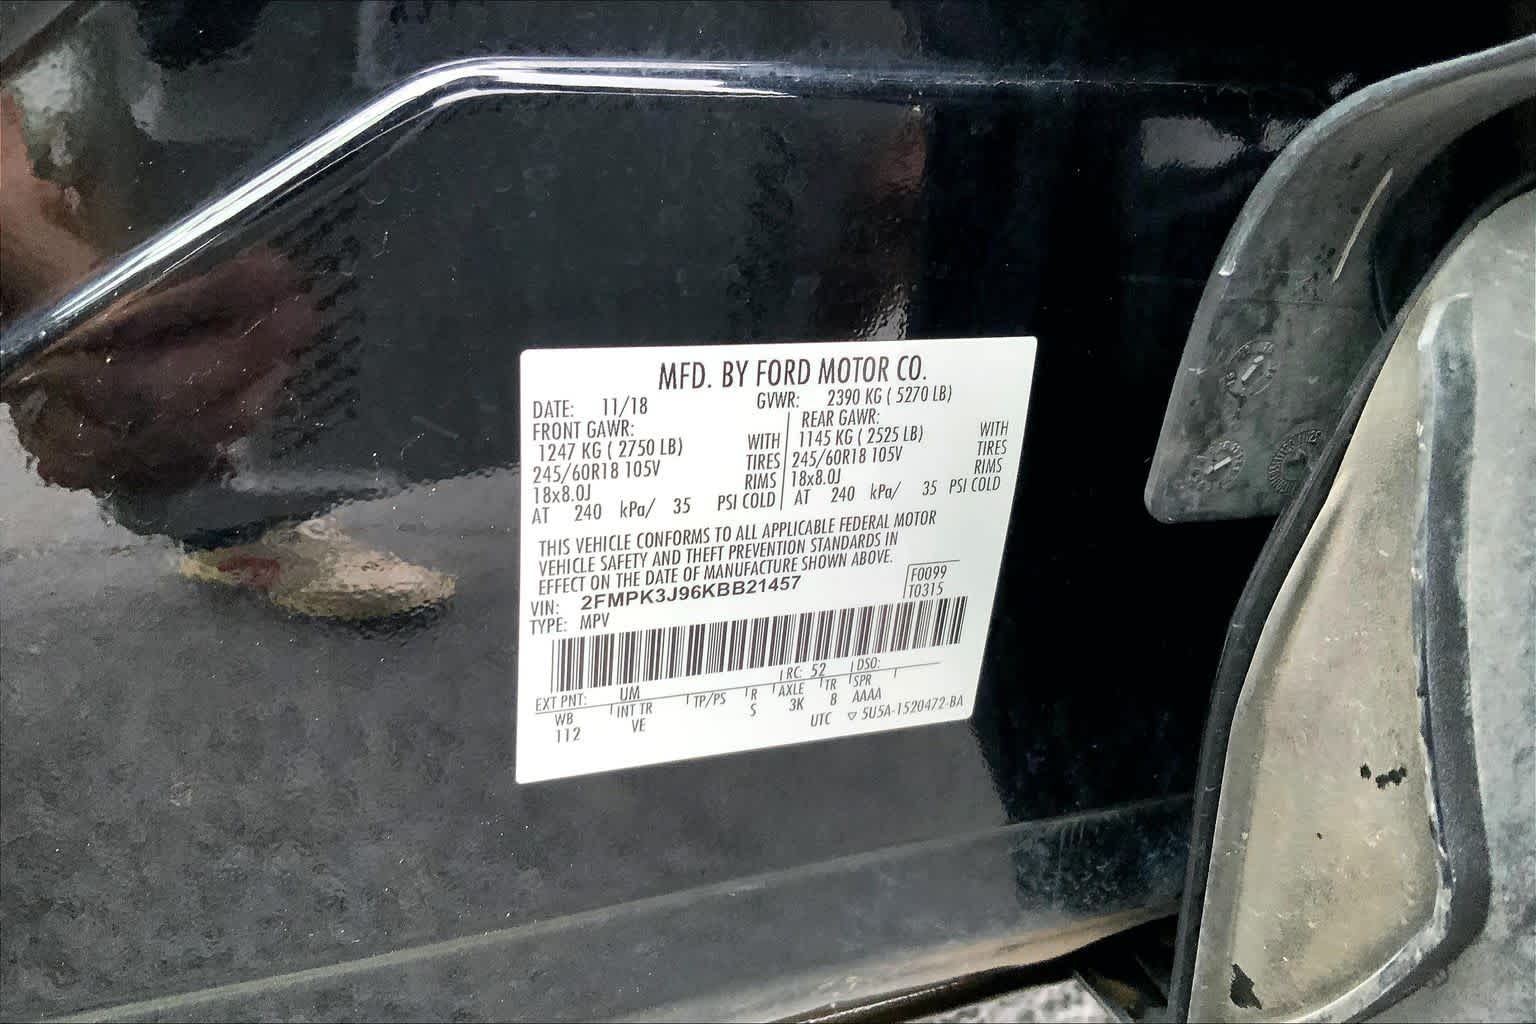 MFD. BY FORD MOTOR CO.
DATE: 11/18 GVWR: 2390 KG ( 5270 LB)
FRONT GAWR: REAR GAWR:
1247 KG ( 2750 LB) WITH 1145 KG ( 2525 LB) WITH
245/60R18 105V TIRES 245/60R18 105V TIRES
18x8.0J RIMS 18x8.0J RIMS
AT 240 kPa/ 35 PSI COLD AT 240 kPa/ 35 PSI COLD
THIS VEHICLE CONFORMS TO ALL APPLICABLE FEDERAL MOTOR
VEHICLE SAFETY AND THEFT PREVENTION STANDARDS IN
EFFECT ON THE DATE OF MANUFACTURE SHOWN ABOVE.
VIN: 2FMPK3J96KBB21457 F0099
TYPE: MPV T0315
EXT PNT: UM RC: 52 DSO:
WB INT TR TP/PS R AXLE TR SPR
112 VE S 3K 8 AAAA
UTC ▽ 5U5A-1520472-BA